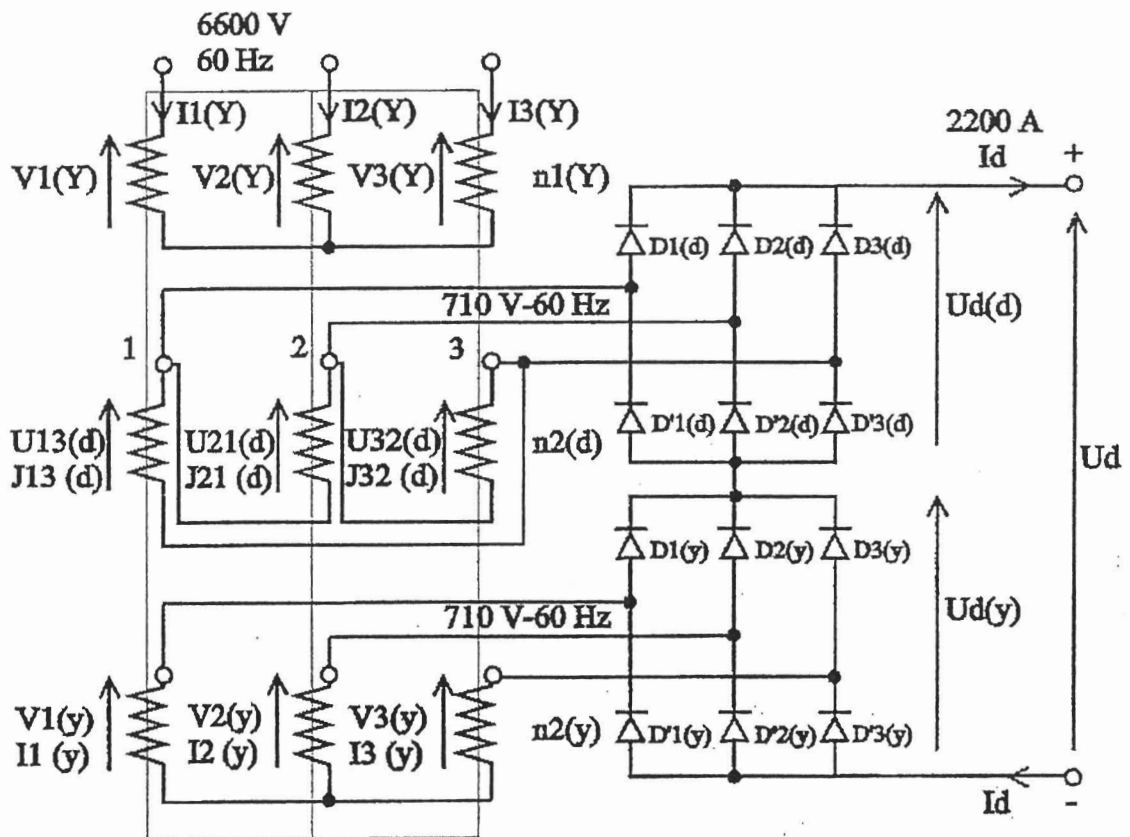 6600 V
60 Hz
I1(Y)
I2(Y)
I3(Y)
V1(Y)
V2(Y)
V3(Y)
n1(Y)
2200 A
Id
+
D1(d)
D2(d)
D3(d)
710 V-60 Hz
Ud(d)
1
2
3
U13(d)
J13 (d)
U21(d)
J21 (d)
U32(d)
J32 (d)
n2(d)
D'1(d)
D'2(d)
D'3(d)
Ud
D1(y)
D2(y)
D3(y)
710 V-60 Hz
Ud(y)
V1(y)
I1 (y)
V2(y)
I2 (y)
V3(y)
I3 (y)
n2(y)
D'1(y)
D'2(y)
D'3(y)
Id
-